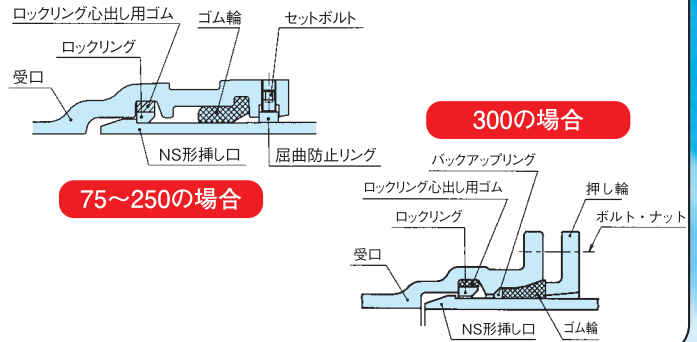 ロックリング心出し用ゴム
ゴム輪
セットボルト
ロックリング
受口
NS形挿し口
屈曲防止リング
75～250の場合
300の場合
バックアップリング
ロックリング心出し用ゴム
押し輪
ロックリング
ボルト・ナット
受口
NS形挿し口
ゴム輪